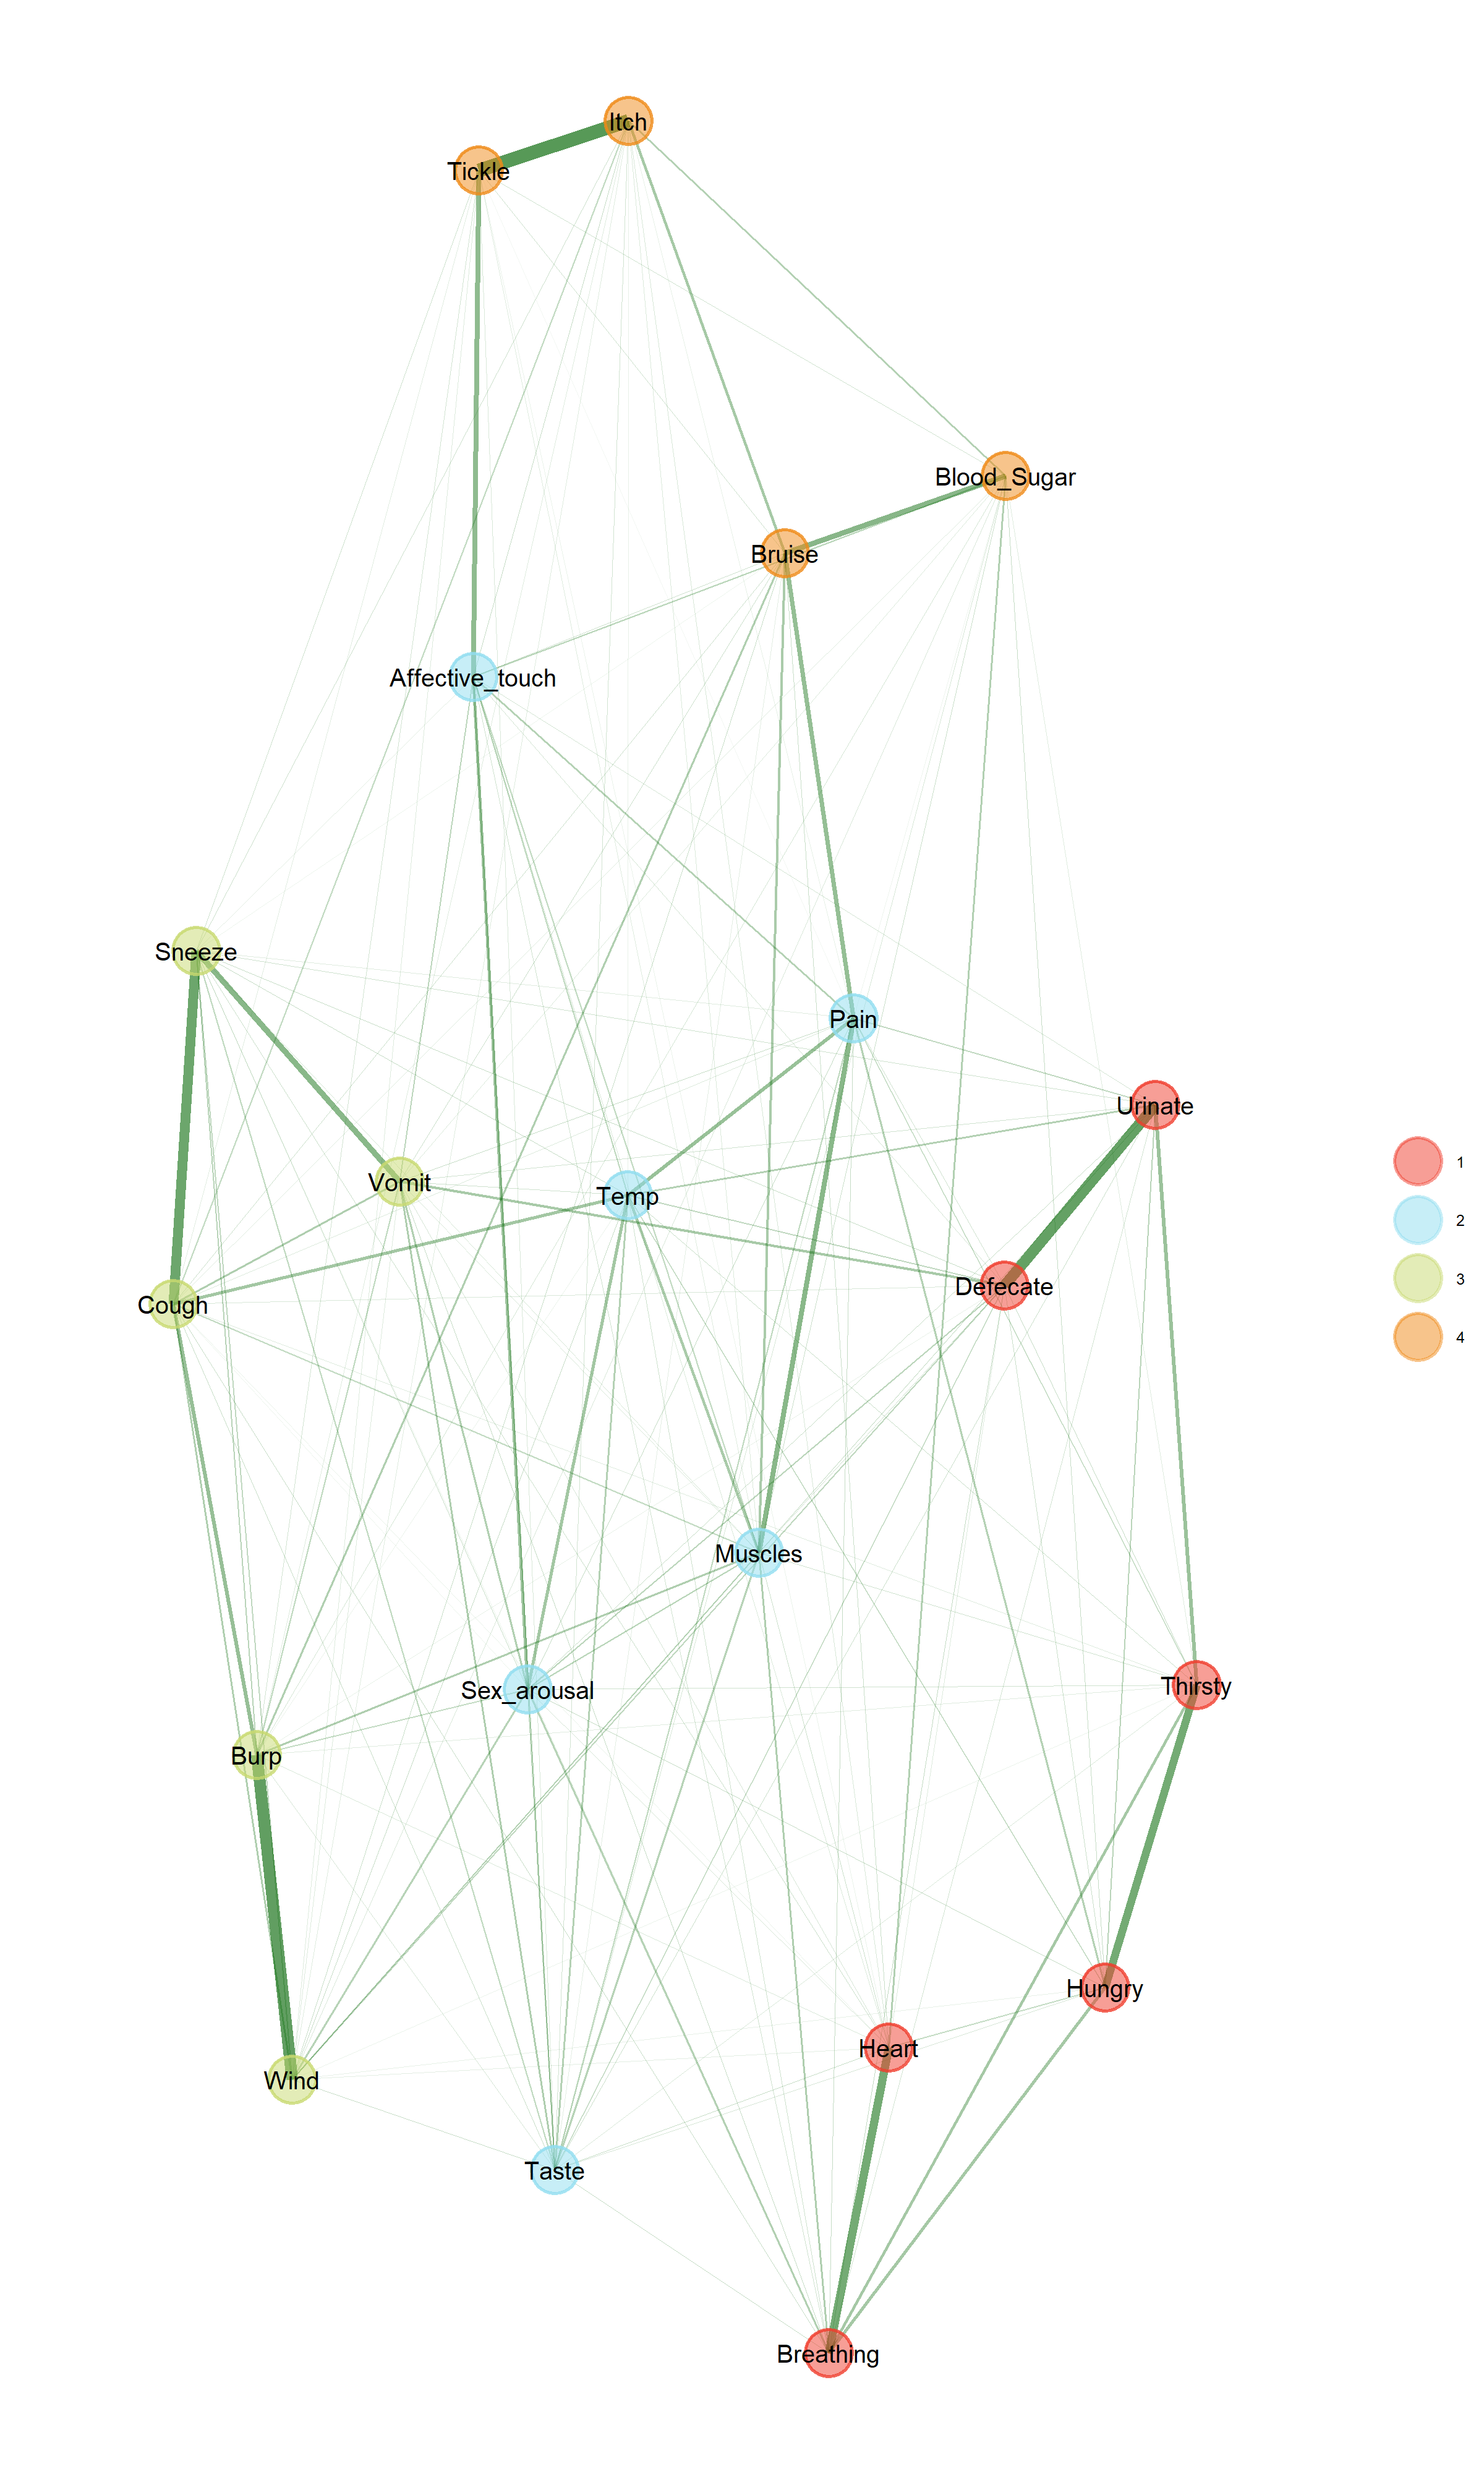 Itch
Tickle
Blood_Sugar
Bruise
Affective_touch
Sneeze
Pain
Urinate
Vomit
Temp
Defecate
Cough
Muscles
Thirsty
Sex_arousal
Burp
Hungry
Heart
Wind
Taste
Breathing
1
2
3
4